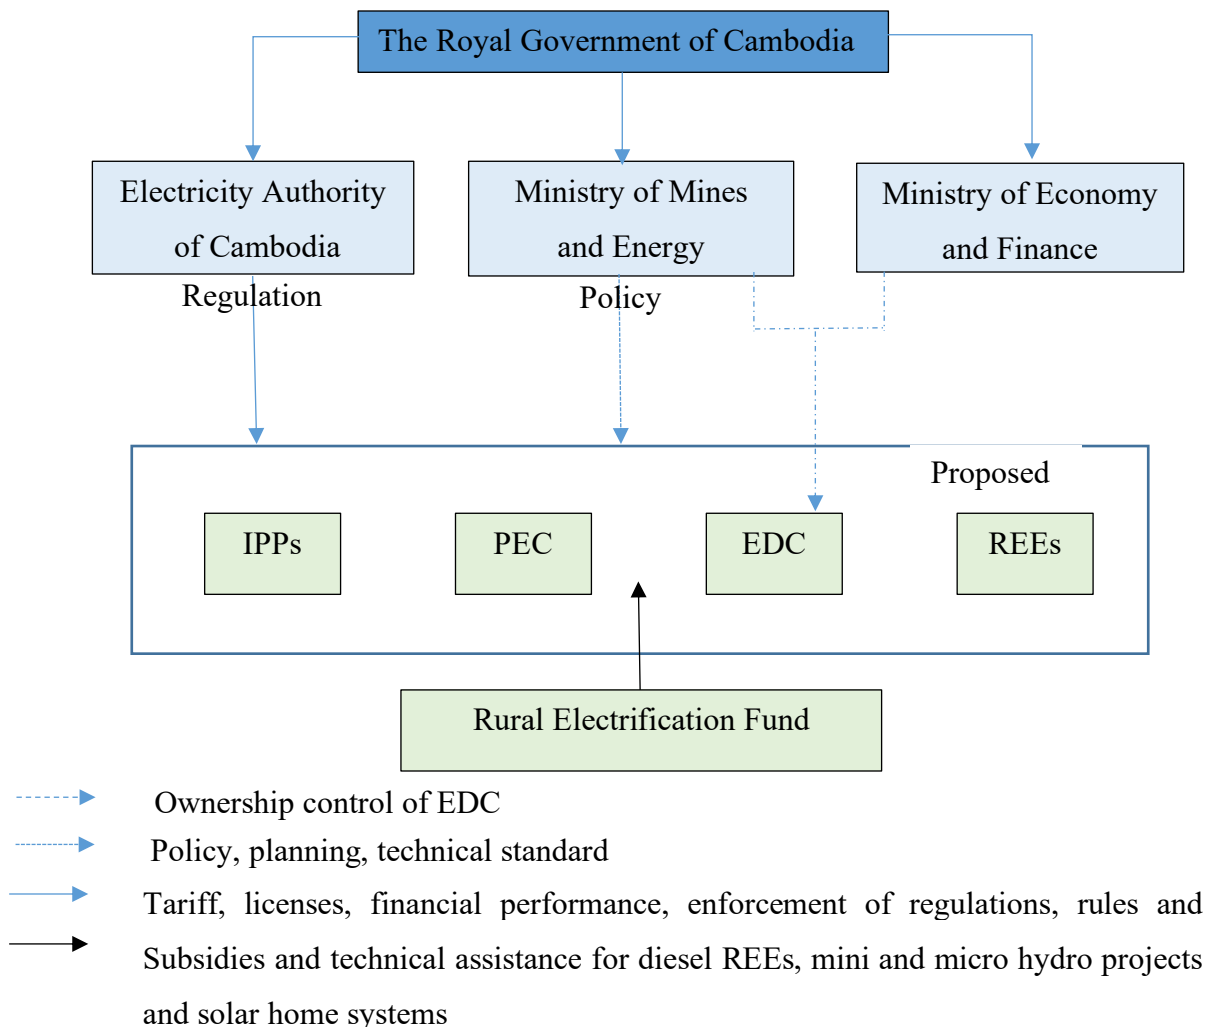 The Royal Government of Cambodia
Electricity Authority
of Cambodia
Ministry of Mines
and Energy
Ministry of Economy
and Finance
Regulation
Policy
Proposed
IPPs
PEC
EDC
REEs
Rural Electrification Fund
Ownership control of EDC
Policy, planning, technical standard
Tariff, licenses, financial performance, enforcement of regulations, rules and
Subsidies and technical assistance for diesel REEs, mini and micro hydro projects
and solar home systems